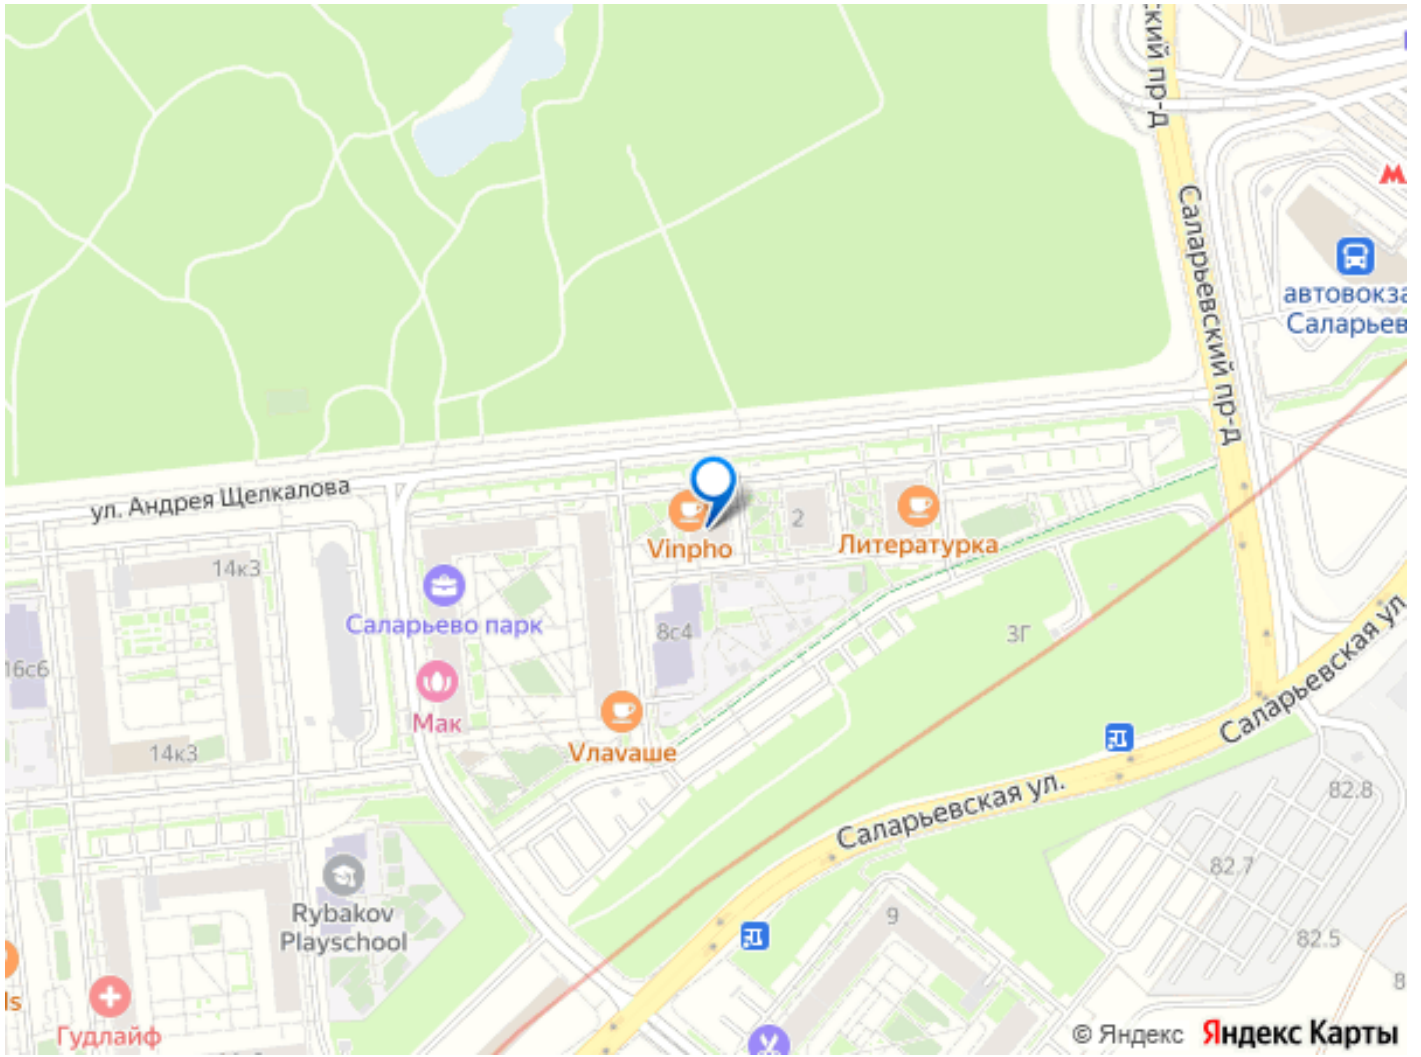 ский пр-д
Саларьевский пр-д
автовокза
Саларьев
ул. Андрея Щелкалова
Vinpho
2
Литературка
14к3
Саларьево парк
8с4
3Г
16с6
Мак
14к3
Vлаvаше
Саларьевская ул.
Саларьевская ул.
82.8
82.7
Rybakov
Playschool
9
82.5
ls
8
Гудлайф
© Яндекс Яндекс Карты